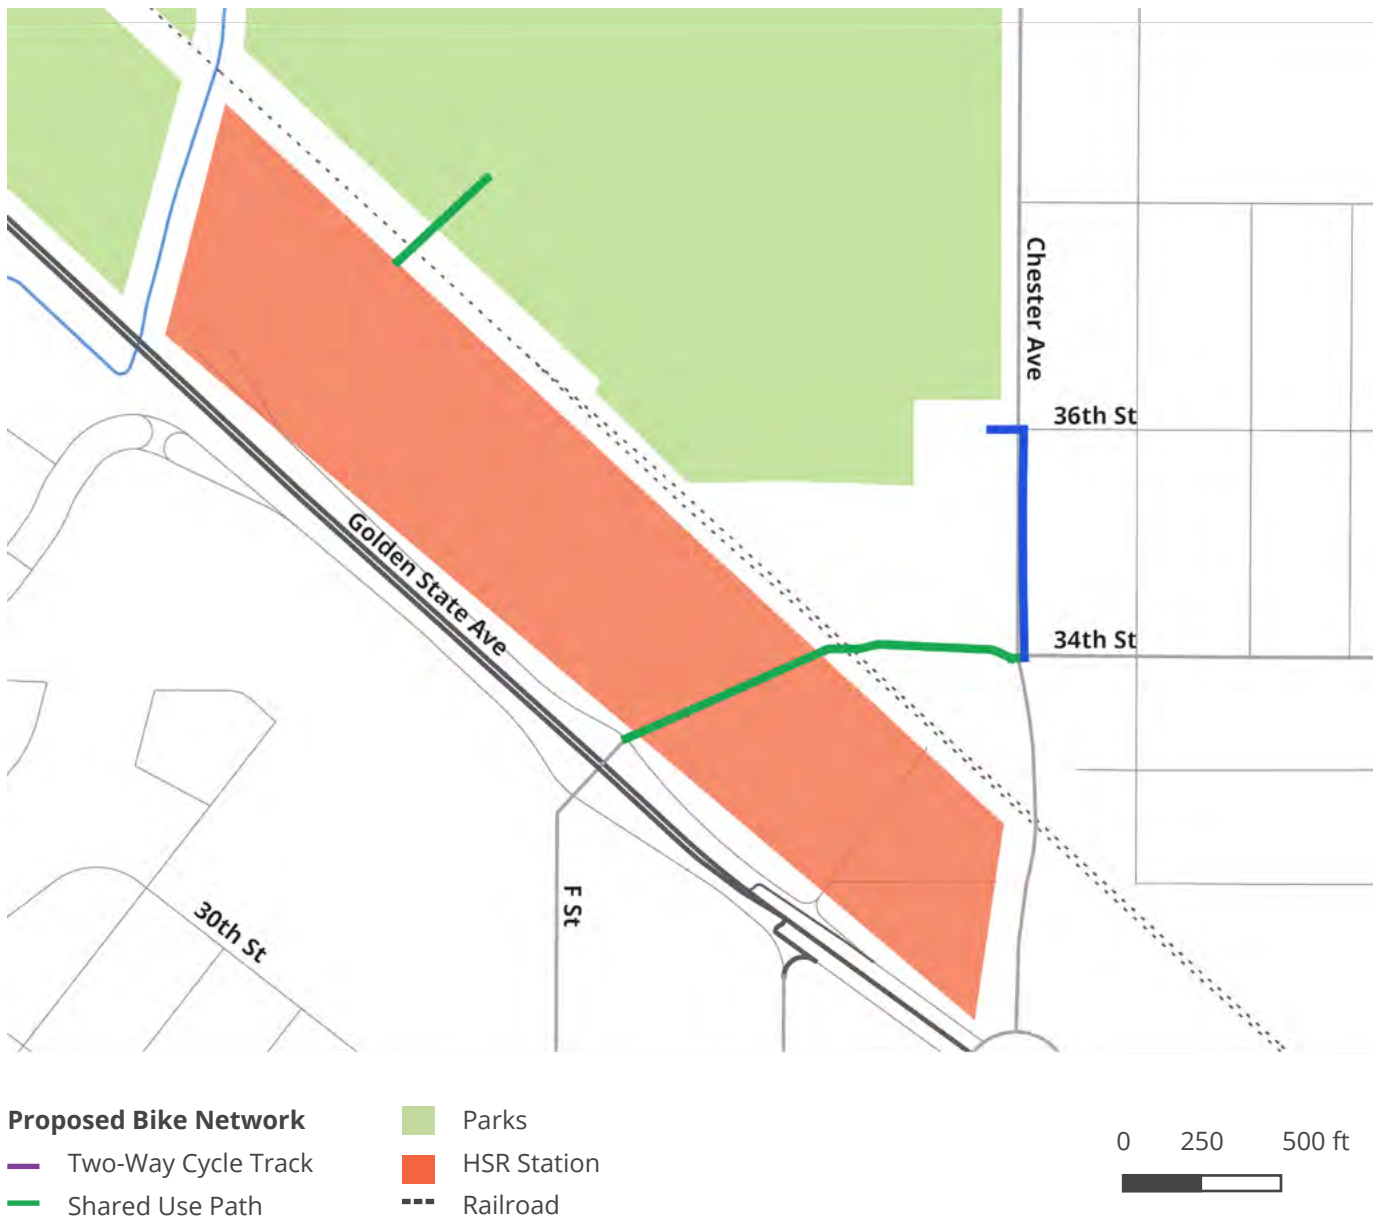 Chester Ave
36th St
Golden State Ave
34th St
F St
30th St
Proposed Bike Network
Two-Way Cycle Track
Shared Use Path
Parks
HSR Station
Railroad
0 250 500 ft